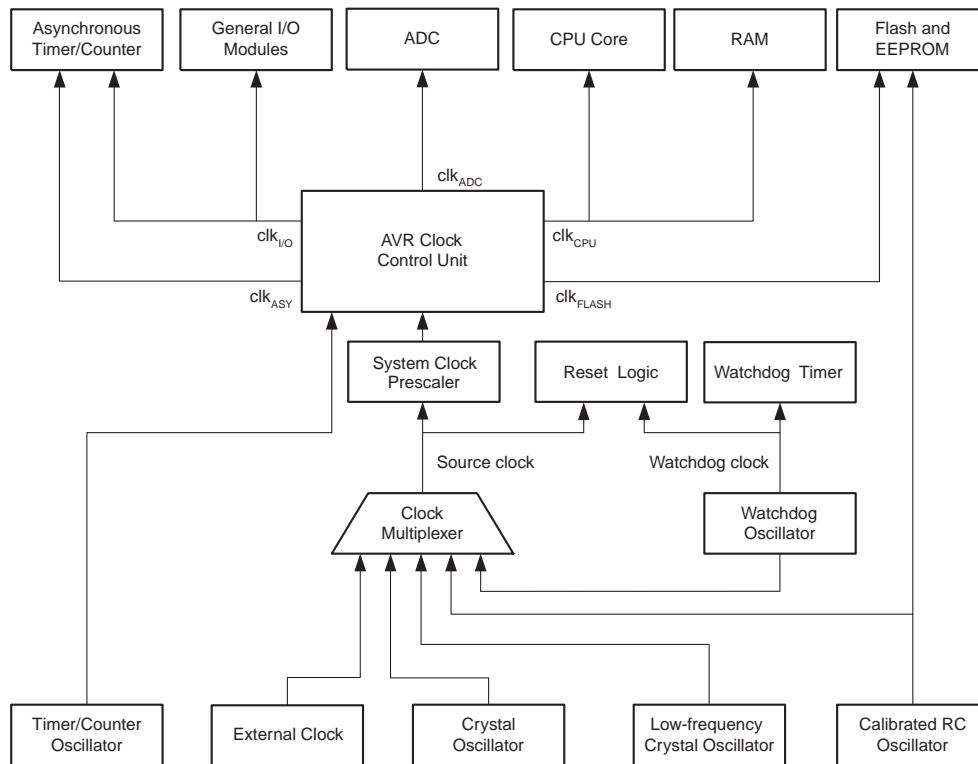 Asynchronous
Timer/Counter
General I/O
Modules
ADC
CPU Core
RAM
Flash and
EEPROM
clkADC
clkI/O
AVR Clock
Control Unit
clkCPU
clkASY
clkFLASH
System Clock
Prescaler
Reset Logic
Watchdog Timer
Source clock
Watchdog clock
Clock
Multiplexer
Watchdog
Oscillator
Timer/Counter
Oscillator
External Clock
Crystal
Oscillator
Low-frequency
Crystal Oscillator
Calibrated RC
Oscillator